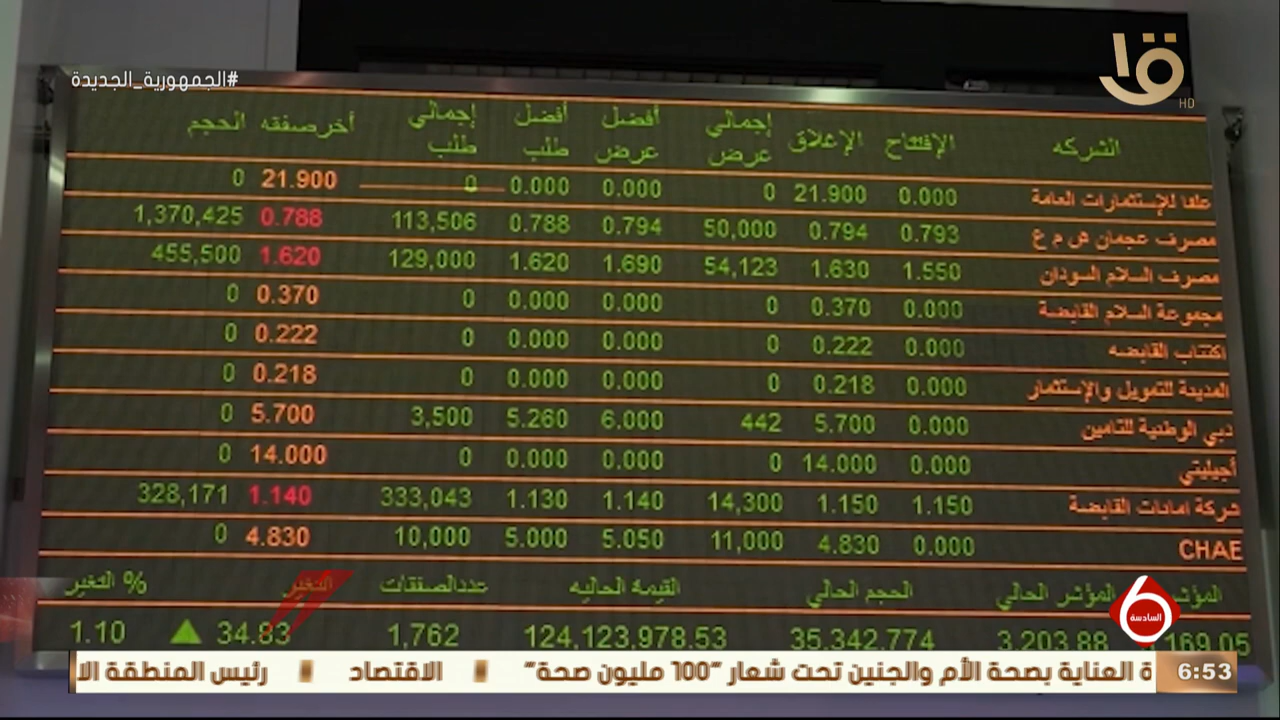 #الجمهورية_الجديدة
HD
الشركه الإفتتاح الإغلاق إجمالي عرض أفضل عرض أفضل طلب إجمالي طلب أخر صفقه الحجم
علفا للإستثمارات العامة 0.000 21.900 0 0.000 0.000 0 21.900 0
مصرف عجمان ش م ع 0.793 0.794 50,000 0.794 0.788 113,506 0.788 1,370,425
مصرف السلام السودان 1.550 1.630 54,123 1.690 1.620 129,000 1.620 455,500
مجموعة السلام القابضة 0.000 0.370 0 0.000 0.000 0 0.370 0
اكتتاب القابضه 0.000 0.222 0 0.000 0.000 0 0.222 0
المدينة للتمويل والإستثمار 0.000 0.218 0 0.000 0.000 0 0.218 0
دبي الوطنية للتامين 0.000 5.700 442 6.000 5.260 3,500 5.700 0
أجيليتي 0.000 14.000 0 0.000 0.000 0 14.000 0
شركة امانات القابضة 1.150 1.150 14,300 1.140 1.130 333,043 1.140 328,171
CHAE 0.000 4.830 11,000 5.050 5.000 10,000 4.830 0
المؤشر الحالي الحجم الحالي القيمة الحاليه عددالصفقات التغير % التغير
169.05 3,203.88 35,342,774 124,123,978.53 1,762 34.83 ▲ 1.10
6 السادسة
6:53 ة العناية بصحة الأم والجنين تحت شعار "100 مليون صحة" الاقتصاد رئيس المنطقة الا